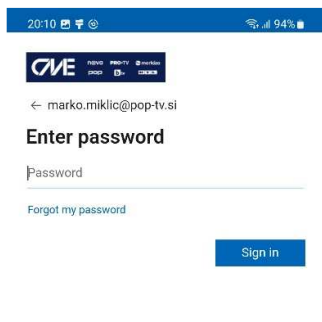 20:10 94%
CME nova PRO·TV markíza
pop
← marko.miklic@pop-tv.si
Enter password
Password
Forgot my password
Sign in